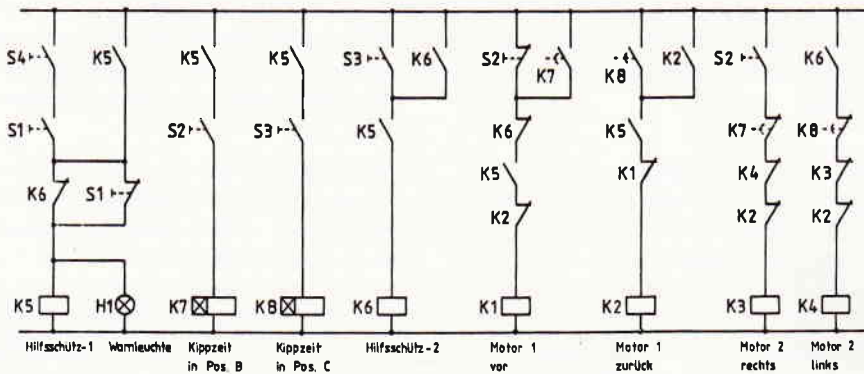 S4 K5 K5 K5 S3 K6 S2 K7 K8 K2 S2 K6
S1 S2 S3 K5 K6 K5 K7 K8
K6 S1 K5 K1 K4 K3
K2 K2 K2
K5 H1 K7 K8 K6 K1 K2 K3 K4
Hilfsschütz-1 Warnleuchte Kippzeit Kippzeit Hilfsschütz-2 Motor 1 Motor 1 Motor 2 Motor 2
in Pos. B in Pos. C vor zurück rechts links